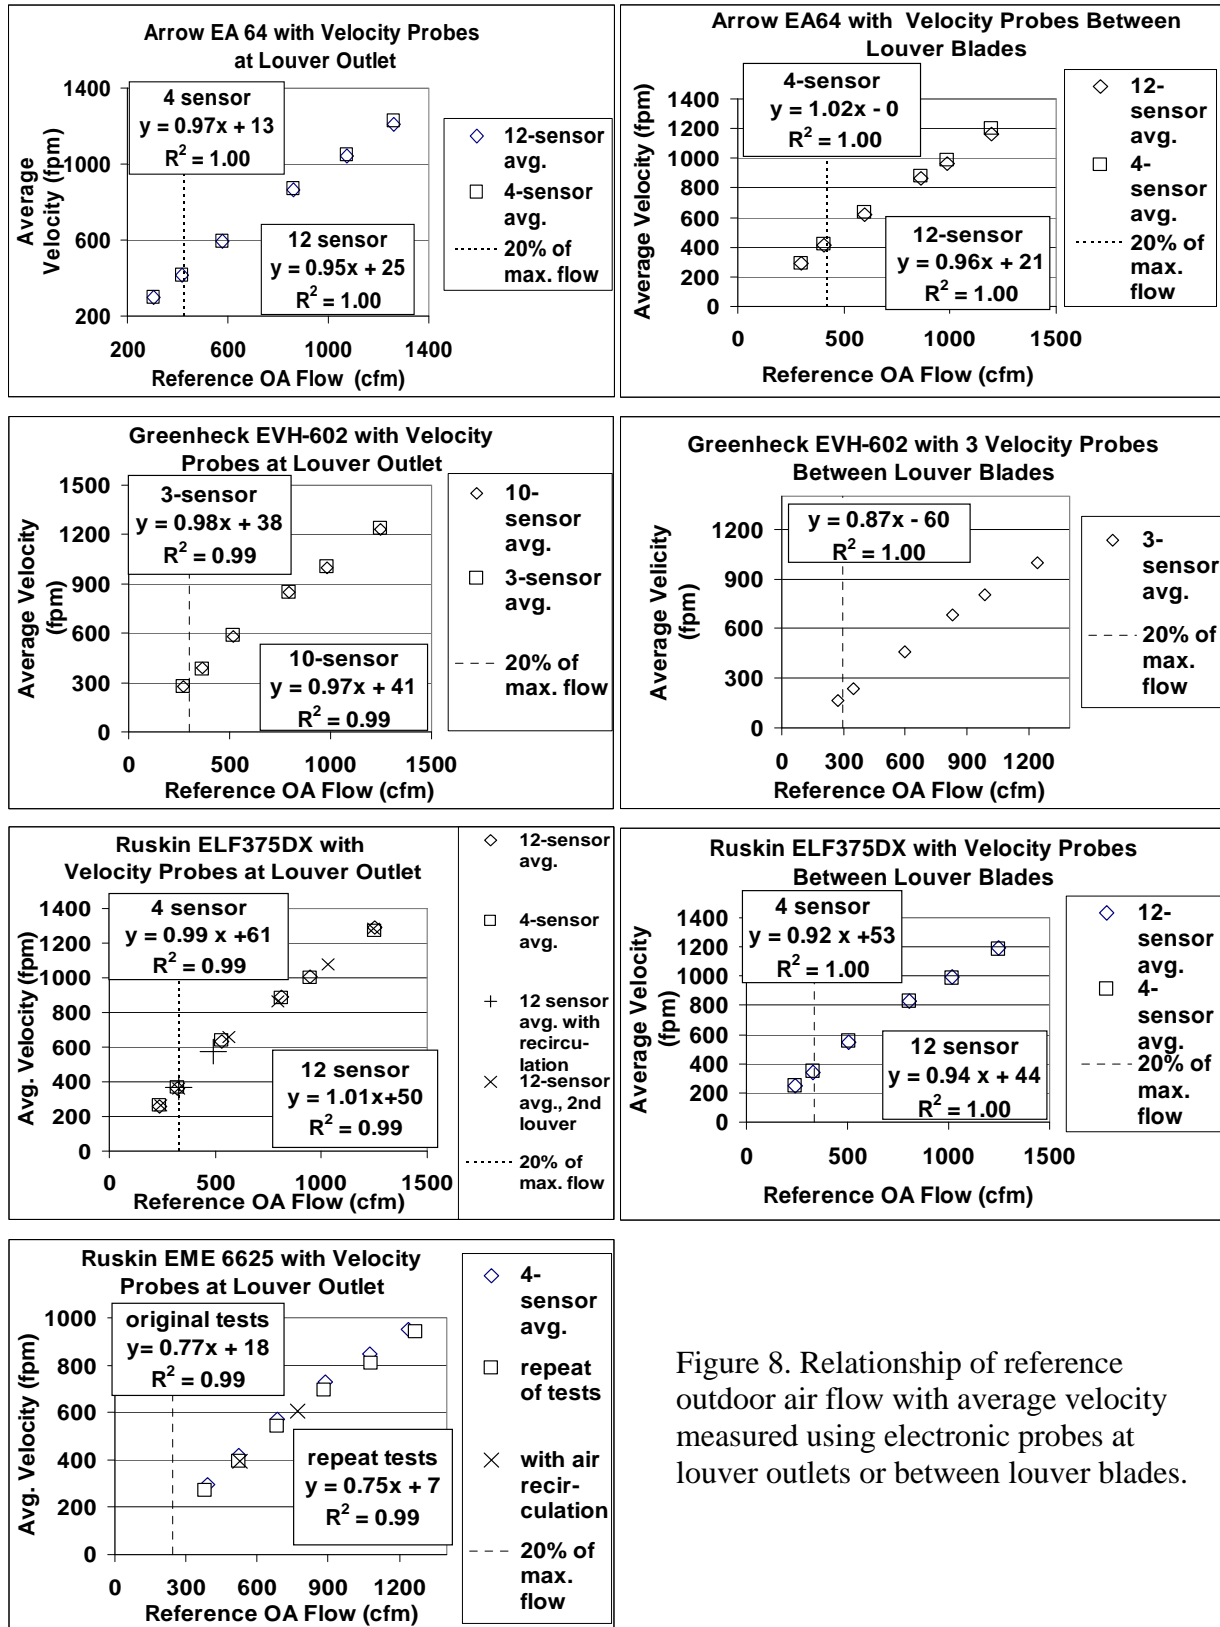 Arrow EA 64 with Velocity Probes
at Louver Outlet
4 sensor
y = 0.97x + 13
R² = 1.00
12 sensor
y = 0.95x + 25
R² = 1.00
1400
1000
600
200
200 600 1000 1400
Average
Velocity (fpm)
Reference OA Flow (cfm)
12-sensor
avg.
4-sensor
avg.
20% of
max. flow
Arrow EA64 with Velocity Probes Between
Louver Blades
4-sensor
y = 1.02x - 0
R² = 1.00
12-sensor
y = 0.96x + 21
R² = 1.00
1400
1200
1000
800
600
400
200
0
0 500 1000 1500
Average Velocity (fpm)
Reference OA Flow (cfm)
12-
sensor
avg.
4-
sensor
avg.
20% of
max.
flow
Greenheck EVH-602 with Velocity
Probes at Louver Outlet
3-sensor
y = 0.98x + 38
R² = 0.99
10-sensor
y = 0.97x + 41
R² = 0.99
1500
1200
900
600
300
0
0 500 1000 1500
Average Velocity
(fpm)
Reference OA Flow (cfm)
10-
sensor
avg.
3-sensor
avg.
20% of
max. flow
Greenheck EVH-602 with 3 Velocity Probes
Between Louver Blades
y = 0.87x - 60
R² = 1.00
1200
900
600
300
0
0 300 600 900 1200
Average Velicity
(fpm)
Reference OA Flow (cfm)
3-
sensor
avg.
20% of
max.
flow
Ruskin ELF375DX with
Velocity Probes at Louver Outlet
4 sensor
y = 0.99 x +61
R² = 0.99
12 sensor
y = 1.01x+50
R² = 0.99
1400
1200
1000
800
600
400
200
0
0 500 1000 1500
Avg. Velocity (fpm)
Reference OA Flow (cfm)
12-sensor
avg.
4-sensor
avg.
12 sensor
avg. with
recircu-
lation
12-sensor
avg., 2nd
louver
20% of
max. flow
Ruskin ELF375DX with Velocity Probes
Between Louver Blades
4 sensor
y = 0.92 x +53
R² = 1.00
12 sensor
y = 0.94 x + 44
R² = 1.00
1400
1200
1000
800
600
400
200
0
0 500 1000 1500
Average Velocity
(fpm)
Reference OA Flow (cfm)
12-
sensor
avg.
4-
sensor
avg.
20% of
max.
flow
Ruskin EME 6625 with Velocity
Probes at Louver Outlet
original tests
y= 0.77x + 18
R² = 0.99
repeat tests
y = 0.75x + 7
R² = 0.99
1000
800
600
400
200
0
0 300 600 900 1200
Avg. Velocity (fpm)
Reference OA Flow (cfm)
4-
sensor
avg.
repeat
of tests
with air
recir-
culation
20% of
max.
flow
Figure 8. Relationship of reference
outdoor air flow with average velocity
measured using electronic probes at
louver outlets or between louver blades.